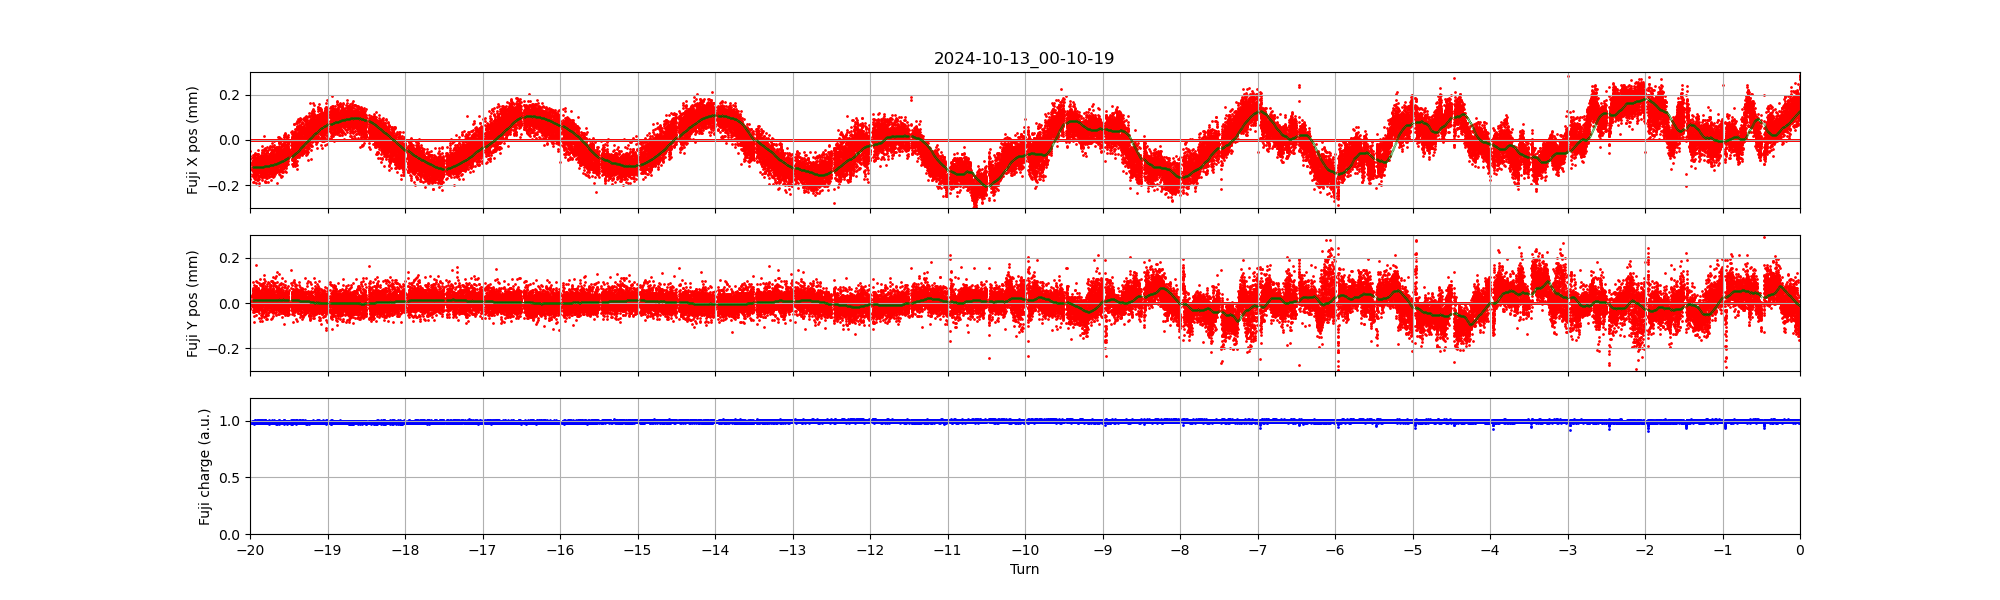 2024-10-13_00-10-19
Fuji X pos (mm)
0.2
0.0
−0.2
Fuji Y pos (mm)
0.2
0.0
−0.2
Fuji charge (a.u.)
1.0
0.5
0.0
−20 −19 −18 −17 −16 −15 −14 −13 −12 −11 −10 −9 −8 −7 −6 −5 −4 −3 −2 −1 0
Turn